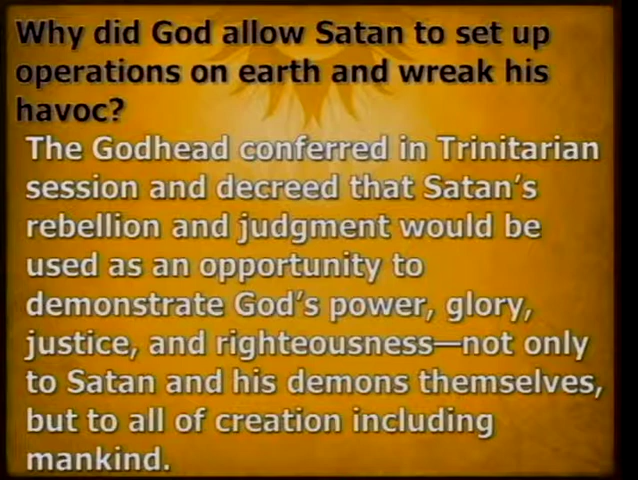 Why did God allow Satan to set up
operations on earth and wreak his
havoc?
The Godhead conferred in Trinitarian
session and decreed that Satan's
rebellion and judgment would be
used as an opportunity to
demonstrate God's power, glory,
justice, and righteousness—not only
to Satan and his demons themselves,
but to all of creation including
mankind.